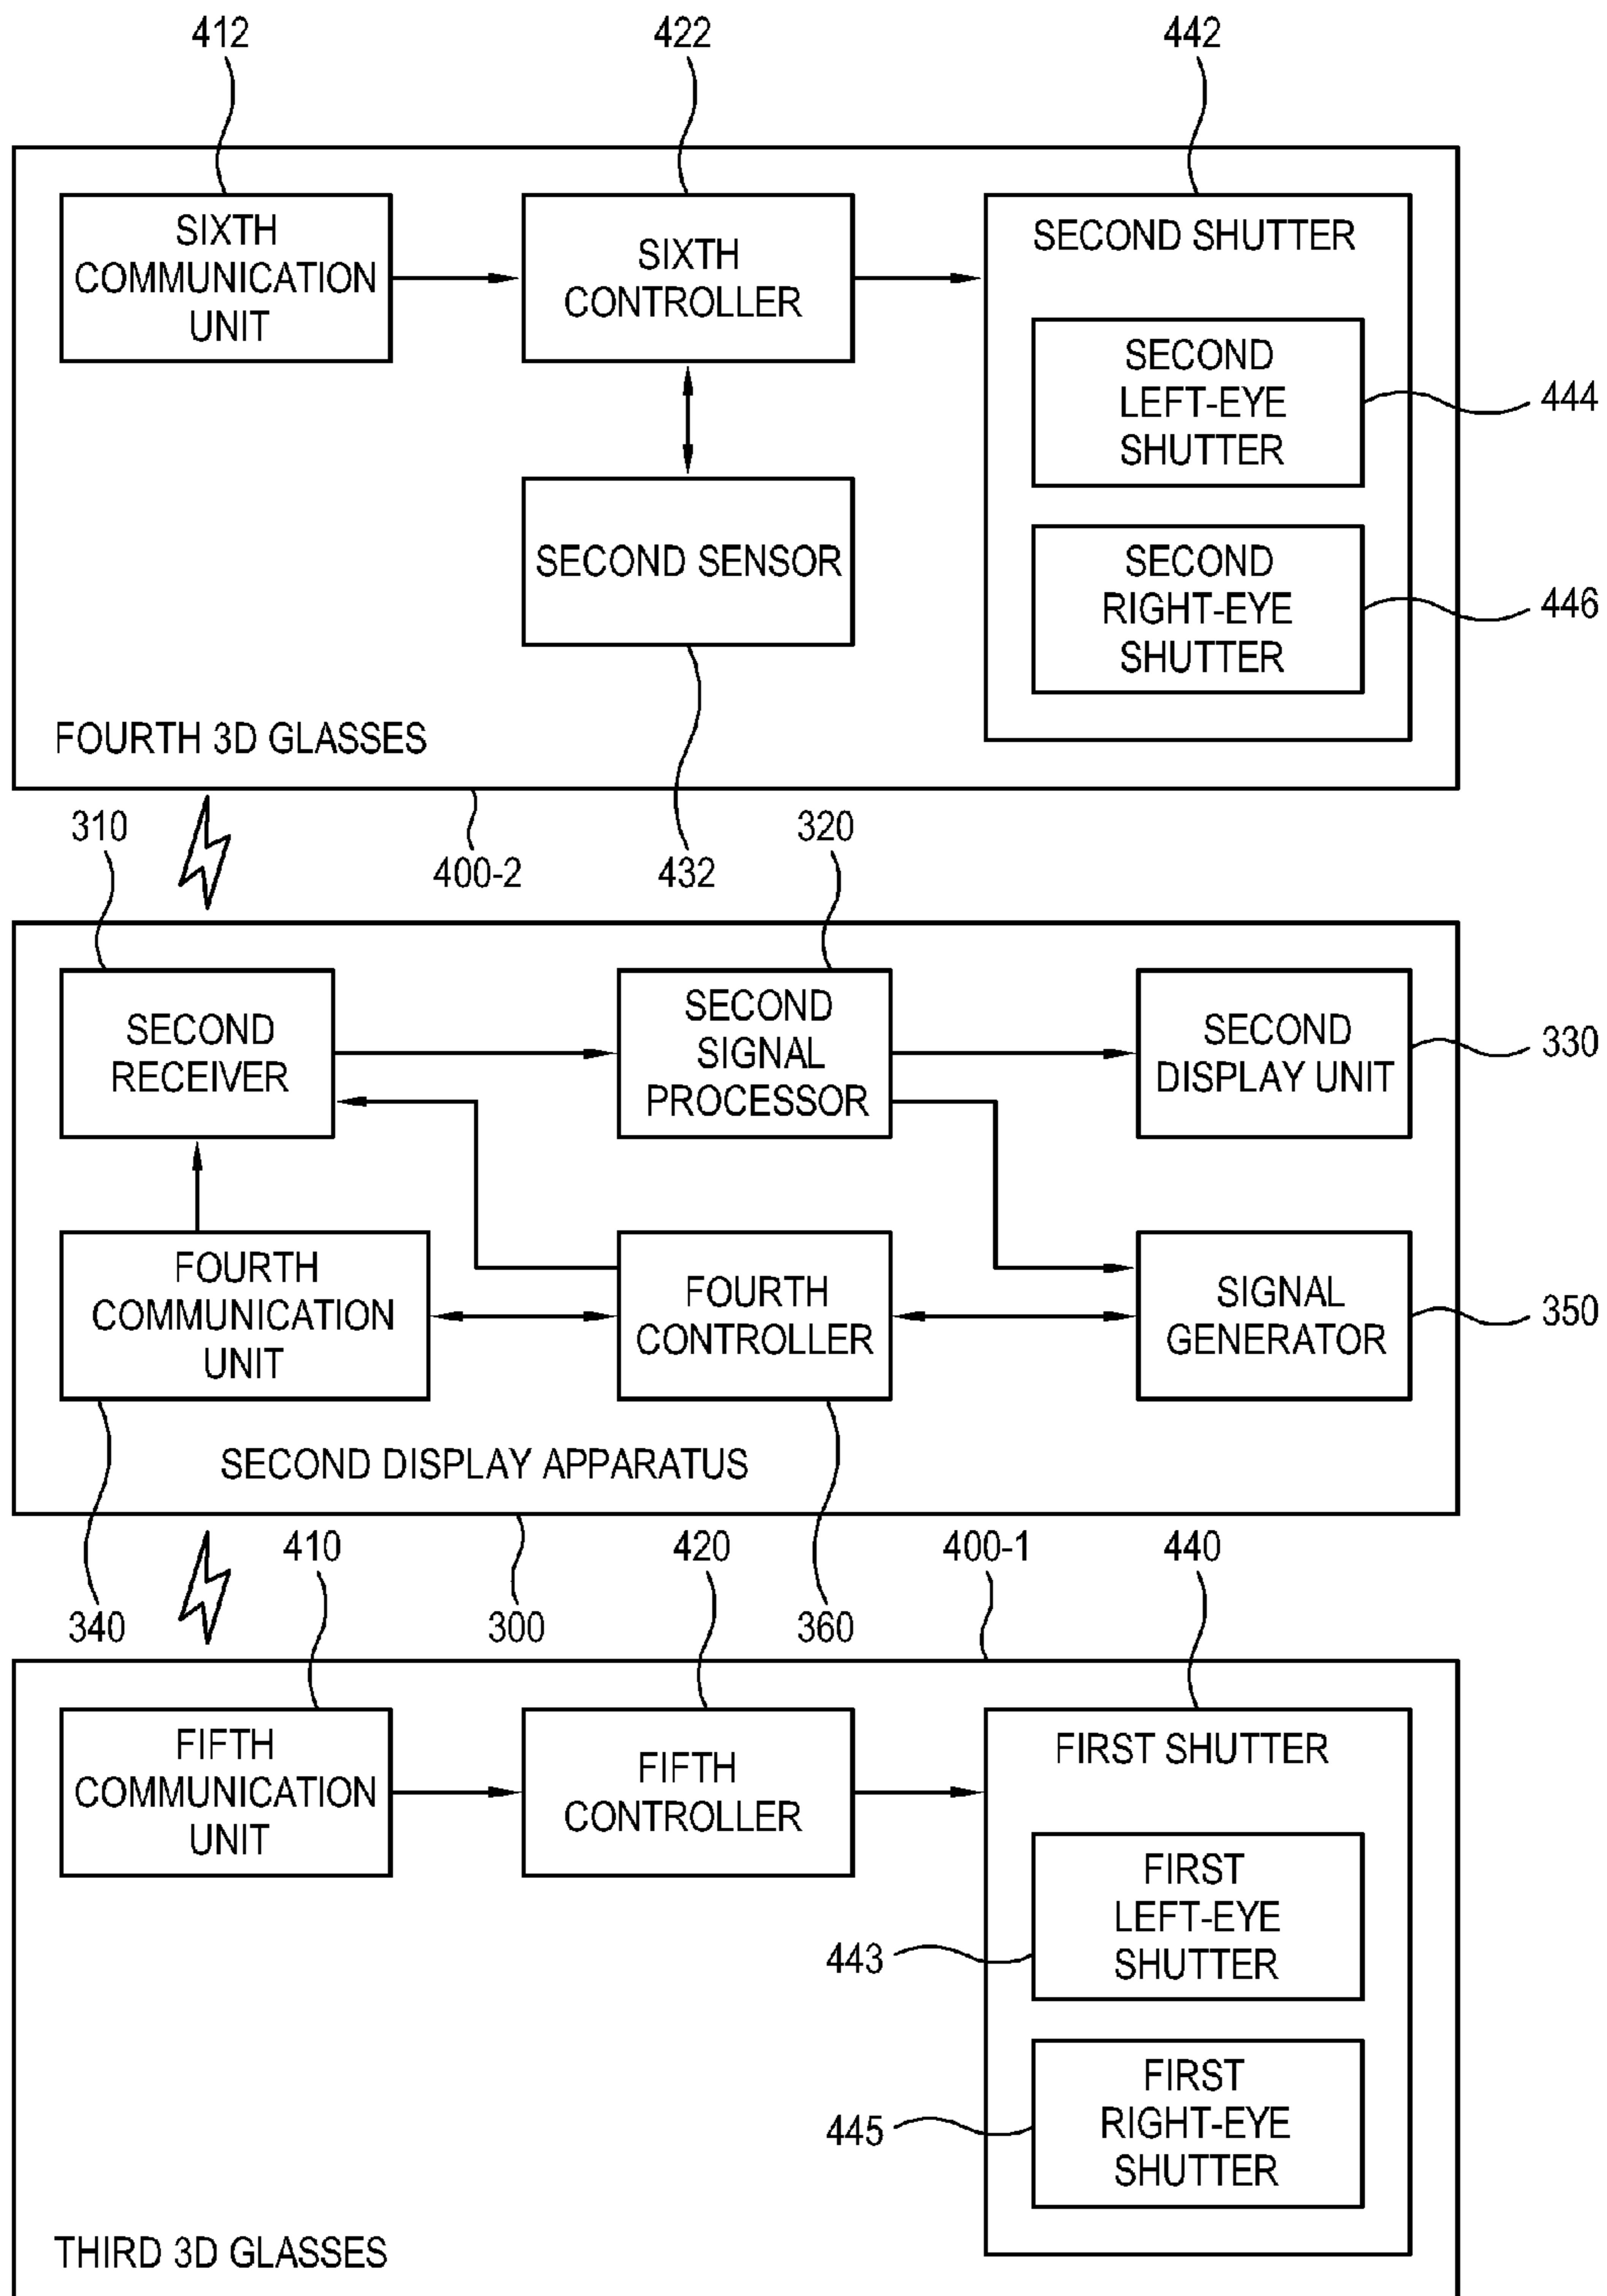 412
422
442
SIXTH
COMMUNICATION
UNIT
SIXTH
CONTROLLER
SECOND SHUTTER
SECOND
LEFT-EYE
SHUTTER
444
SECOND SENSOR
SECOND
RIGHT-EYE
SHUTTER
446
FOURTH 3D GLASSES
310
400-2
432
320
SECOND
RECEIVER
SECOND
SIGNAL
PROCESSOR
SECOND
DISPLAY UNIT
330
FOURTH
COMMUNICATION
UNIT
FOURTH
CONTROLLER
SIGNAL
GENERATOR
350
SECOND DISPLAY APPARATUS
340
410
300
420
360
400-1
440
FIFTH
COMMUNICATION
UNIT
FIFTH
CONTROLLER
FIRST SHUTTER
FIRST
LEFT-EYE
SHUTTER
443
FIRST
RIGHT-EYE
SHUTTER
445
THIRD 3D GLASSES